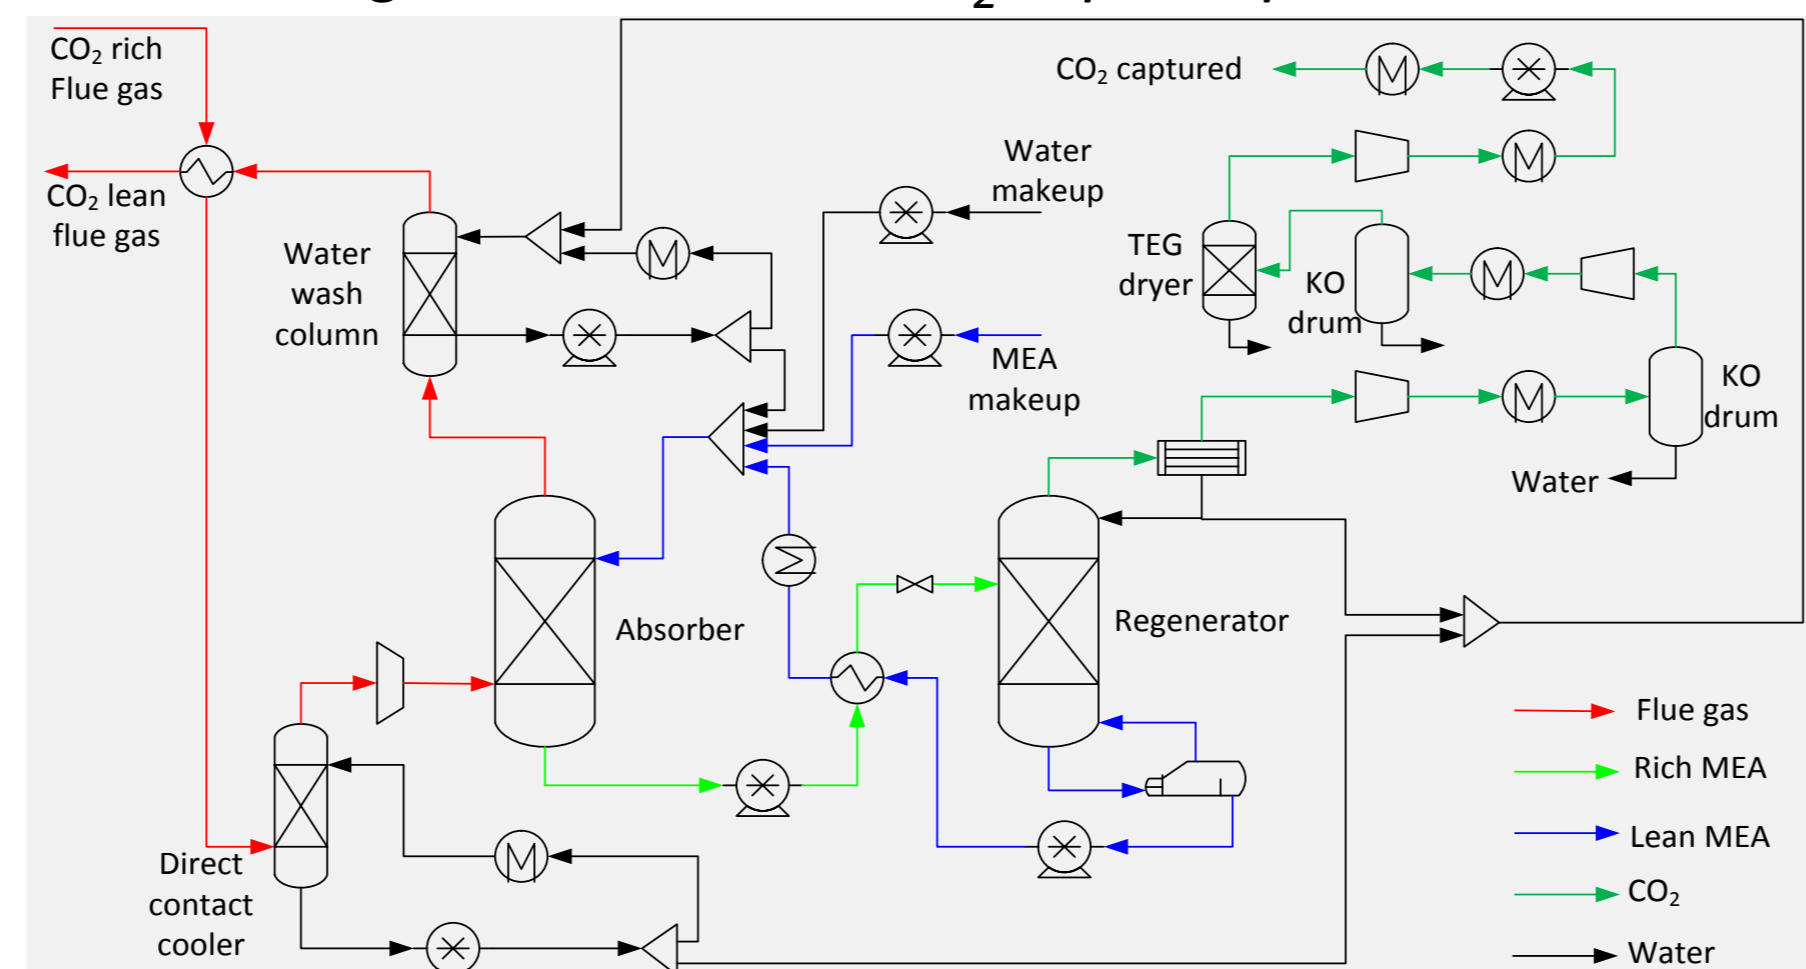 CO₂ rich
Flue gas
CO₂ lean
flue gas
Water
wash
column
Water
makeup
MEA
makeup
CO₂ captured
TEG
dryer
KO
drum
KO
drum
Water
Absorber
Regenerator
Direct
contact
cooler
Flue gas
Rich MEA
Lean MEA
CO₂
Water